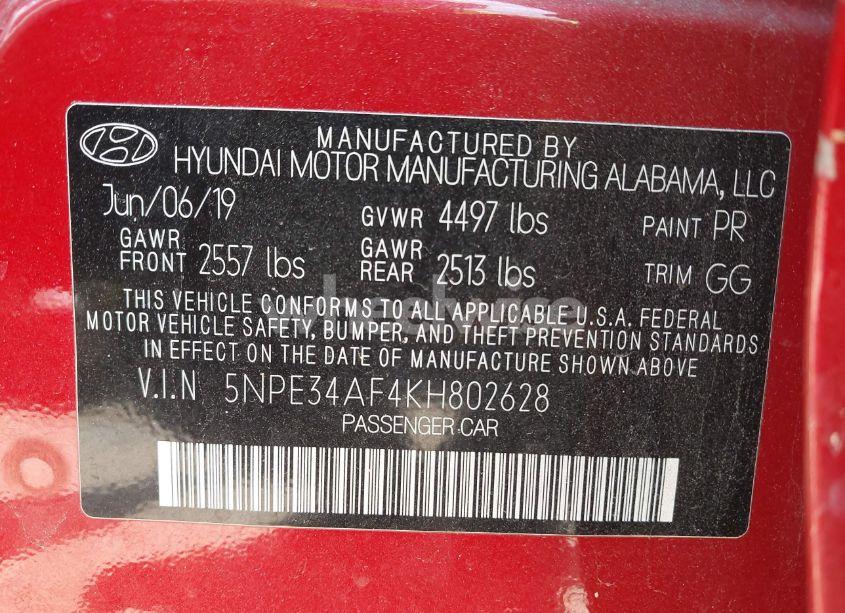 MANUFACTURED BY
HYUNDAI MOTOR MANUFACTURING ALABAMA, LLC
Jun/06/19 GVWR 4497 lbs PAINT PR
GAWR FRONT 2557 lbs GAWR REAR 2513 lbs TRIM GG
THIS VEHICLE CONFORMS TO ALL APPLICABLE U.S.A. FEDERAL
MOTOR VEHICLE SAFETY, BUMPER, AND THEFT PREVENTION STANDARDS
IN EFFECT ON THE DATE OF MANUFACTURE SHOWN ABOVE
V.I.N 5NPE34AF4KH802628
PASSENGER CAR